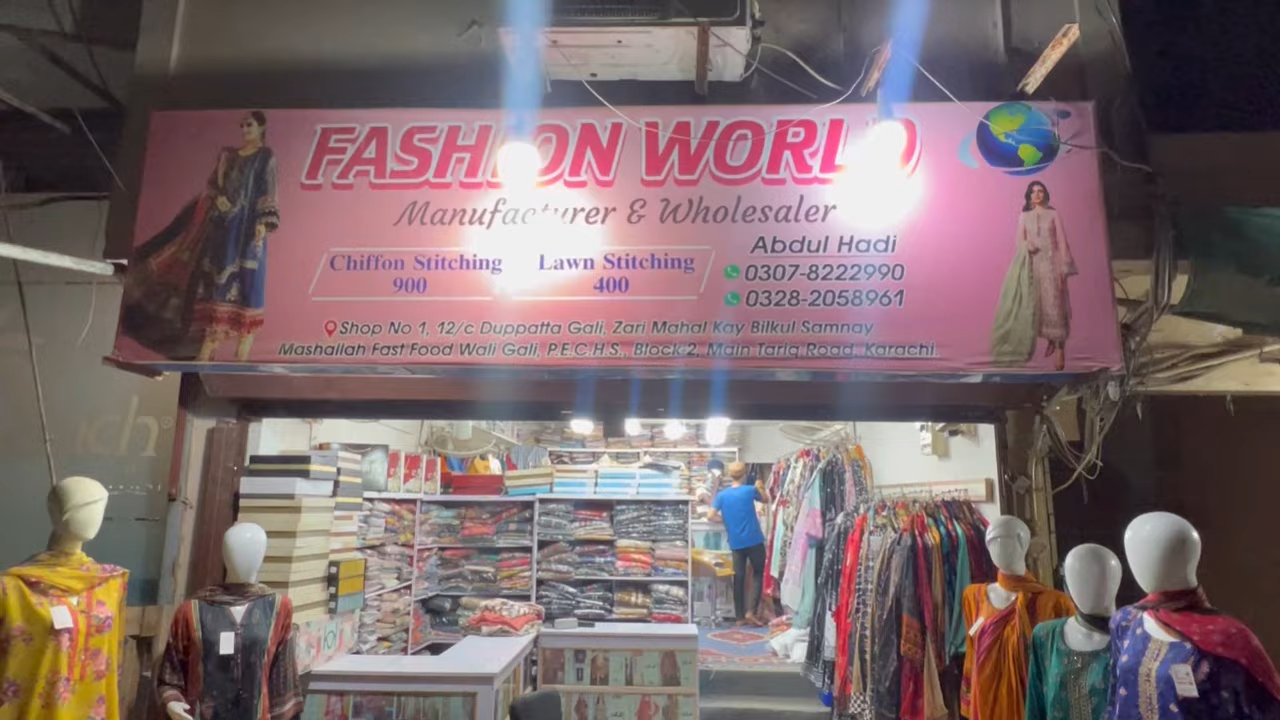 FASHION WORLD
Manufacturer & Wholesaler
Chiffon Stitching
900
Lawn Stitching
400
Abdul Hadi
0307-8222990
0328-2058961
Shop No 1, 12/c Duppatta Gali, Zari Mahal Kay Bilkul Samnay
Mashallah Fast Food Wali Gali, P.E.C.H.S., Block-2, Main Tariq Road, Karachi.
ich®